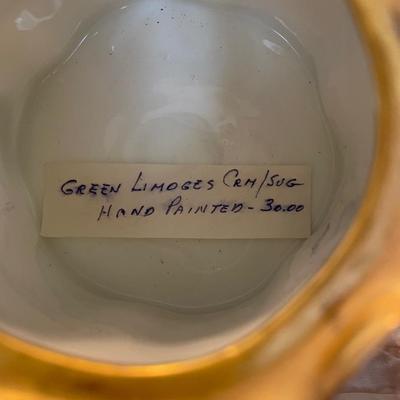 GREEN LIMOGES CRM/SUG
HAND PAINTED - 30.00